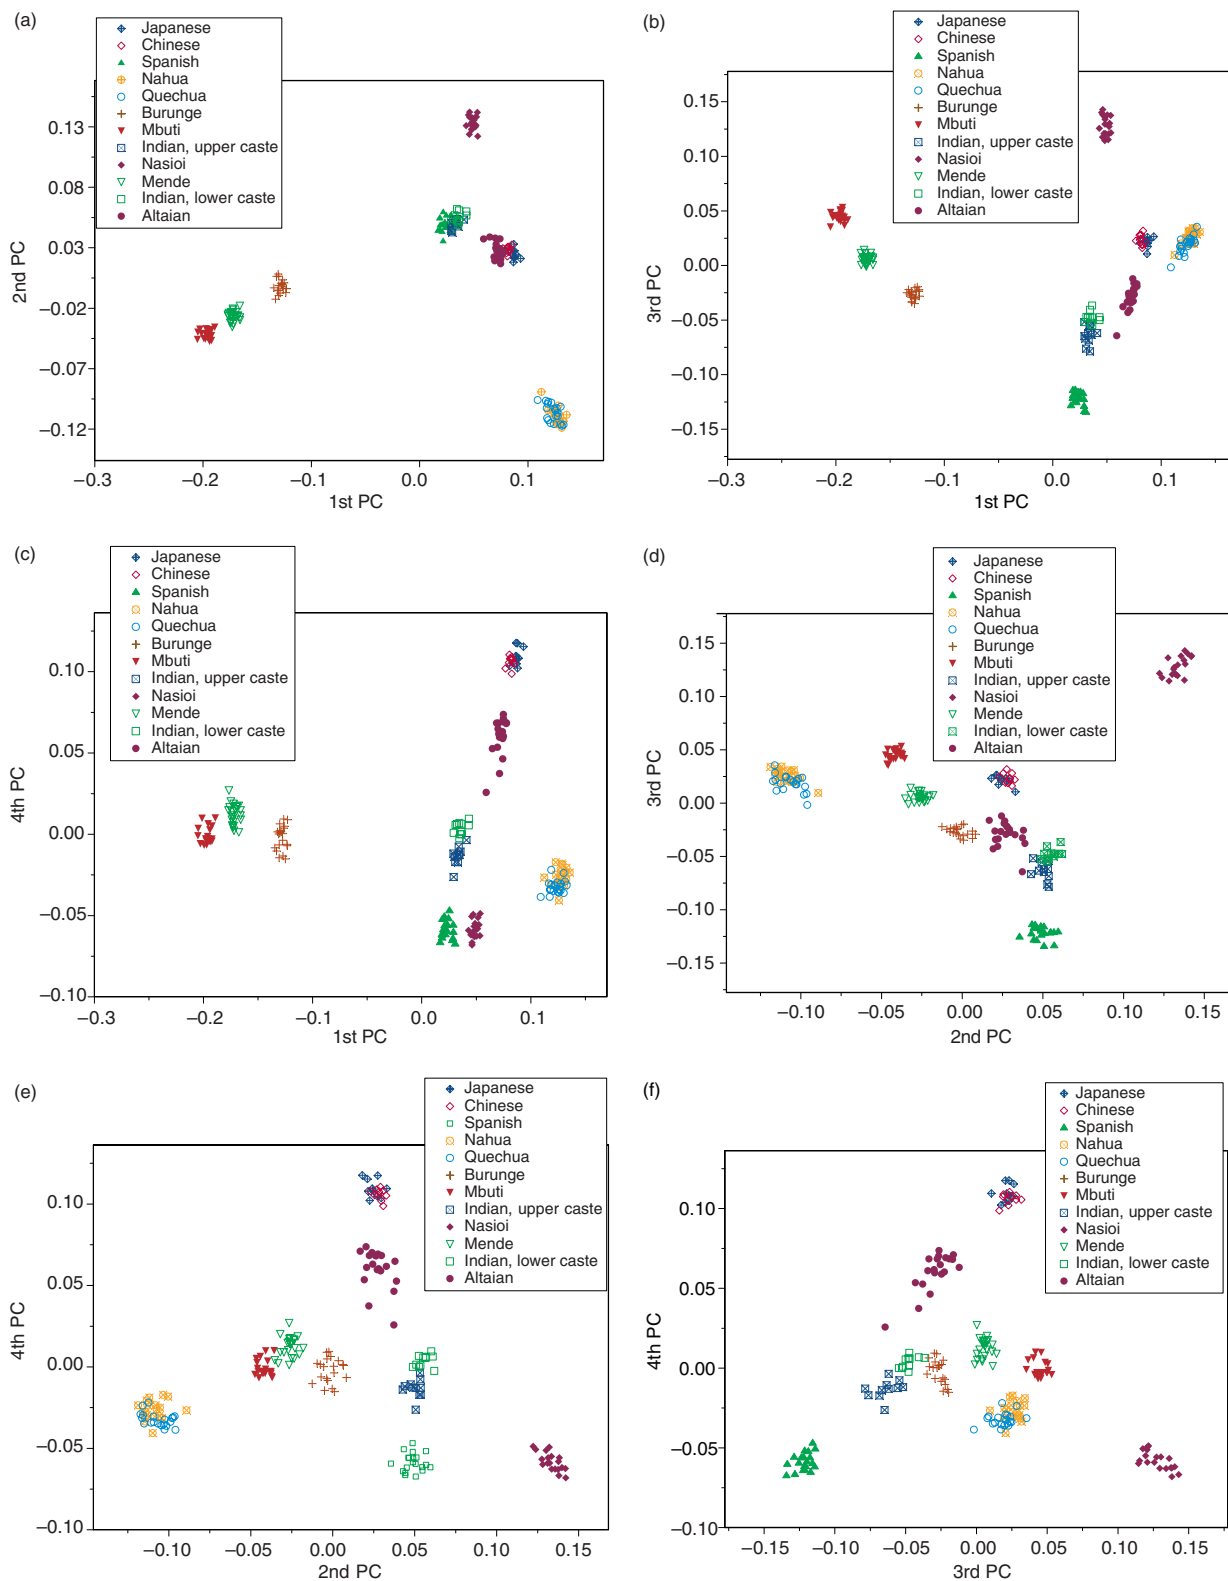 (a)
Japanese
Chinese
Spanish
Nahua
Quechua
Burunge
Mbuti
Indian, upper caste
Nasioi
Mende
Indian, lower caste
Altaian
2nd PC
0.13
0.08
0.03
−0.02
−0.07
−0.12
−0.3
−0.2
−0.1
0.0
0.1
1st PC
(b)
Japanese
Chinese
Spanish
Nahua
Quechua
Burunge
Mbuti
Indian, upper caste
Nasioi
Mende
Indian, lower caste
Altaian
3rd PC
0.15
0.10
0.05
0.00
−0.05
−0.10
−0.15
−0.3
−0.2
−0.1
0.0
0.1
1st PC
(c)
Japanese
Chinese
Spanish
Nahua
Quechua
Burunge
Mbuti
Indian, upper caste
Nasioi
Mende
Indian, lower caste
Altaian
4th PC
0.10
0.05
0.00
−0.05
−0.10
−0.3
−0.2
−0.1
0.0
0.1
1st PC
(d)
Japanese
Chinese
Spanish
Nahua
Quechua
Burunge
Mbuti
Indian, upper caste
Nasioi
Mende
Indian, lower caste
Altaian
3rd PC
0.15
0.10
0.05
0.00
−0.05
−0.10
−0.15
−0.10
−0.05
0.00
0.05
0.10
0.15
2nd PC
(e)
Japanese
Chinese
Spanish
Nahua
Quechua
Burunge
Mbuti
Indian, upper caste
Nasioi
Mende
Indian, lower caste
Altaian
4th PC
0.10
0.05
0.00
−0.05
−0.10
−0.10
−0.05
0.00
0.05
0.10
0.15
2nd PC
(f)
Japanese
Chinese
Spanish
Nahua
Quechua
Burunge
Mbuti
Indian, upper caste
Nasioi
Mende
Indian, lower caste
Altaian
4th PC
0.10
0.05
0.00
−0.05
−0.10
−0.15
−0.10
−0.05
0.00
0.05
0.10
0.15
3rd PC